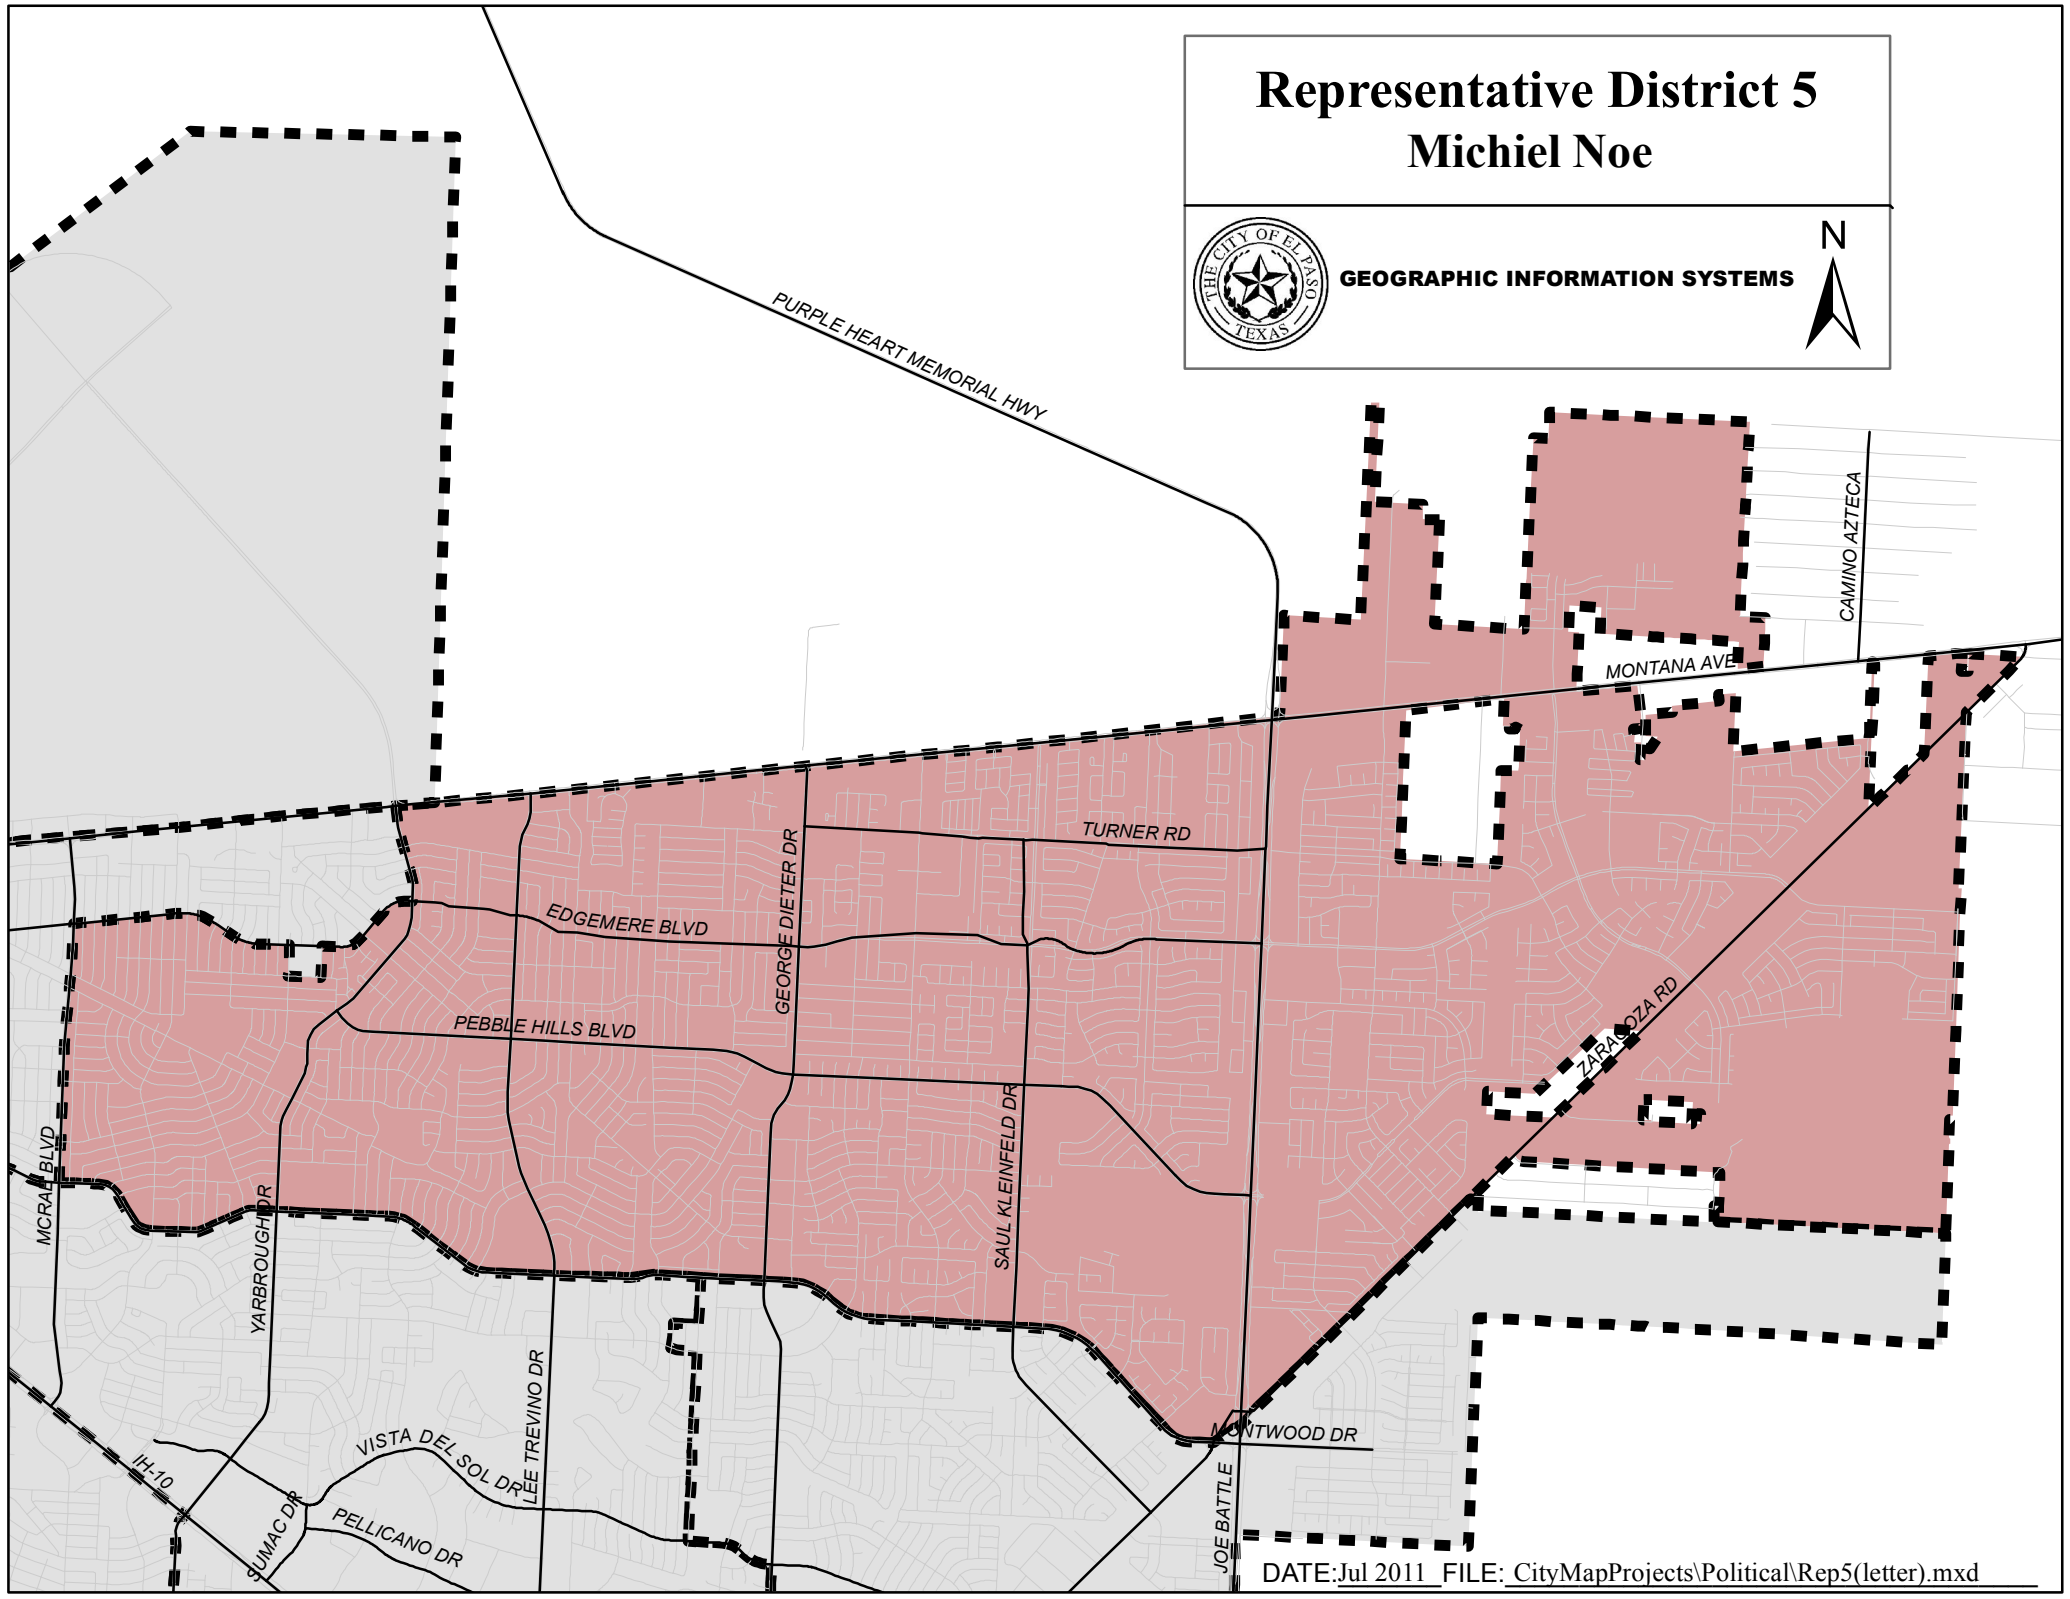 Representative District 5
Michiel Noe
THE CITY OF EL PASO
TEXAS
GEOGRAPHIC INFORMATION SYSTEMS
N
PURPLE HEART MEMORIAL HWY
CAMINO AZTECA
MONTANA AVE
TURNER RD
GEORGE DIETER DR
EDGEMERE BLVD
PEBBLE HILLS BLVD
ZARAGOZA RD
MCRAE BLVD
YARBROUGH DR
SAUL KLEINFELD DR
LEE TREVINO DR
MONTWOOD DR
VISTA DEL SOL DR
IH-10
SUMAC DR
PELLICANO DR
JOE BATTLE
DATE: Jul 2011 FILE: CityMapProjects\Political\Rep5(letter).mxd